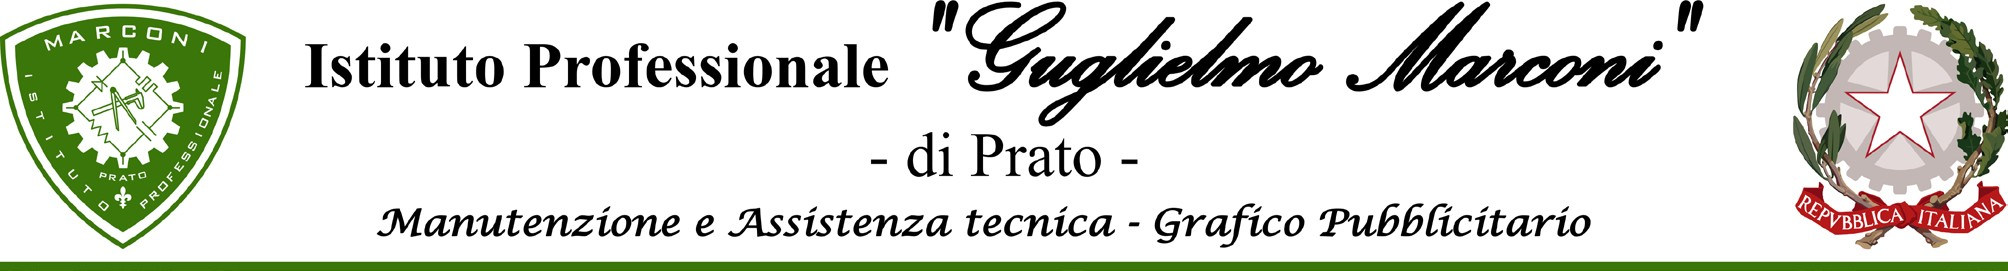 MARCONI
ISTITUTO PROFESSIONALE
PRATO
Istituto Professionale "Guglielmo Marconi"
- di Prato -
Manutenzione e Assistenza tecnica - Grafico Pubblicitario
REPVBBLICA ITALIANA